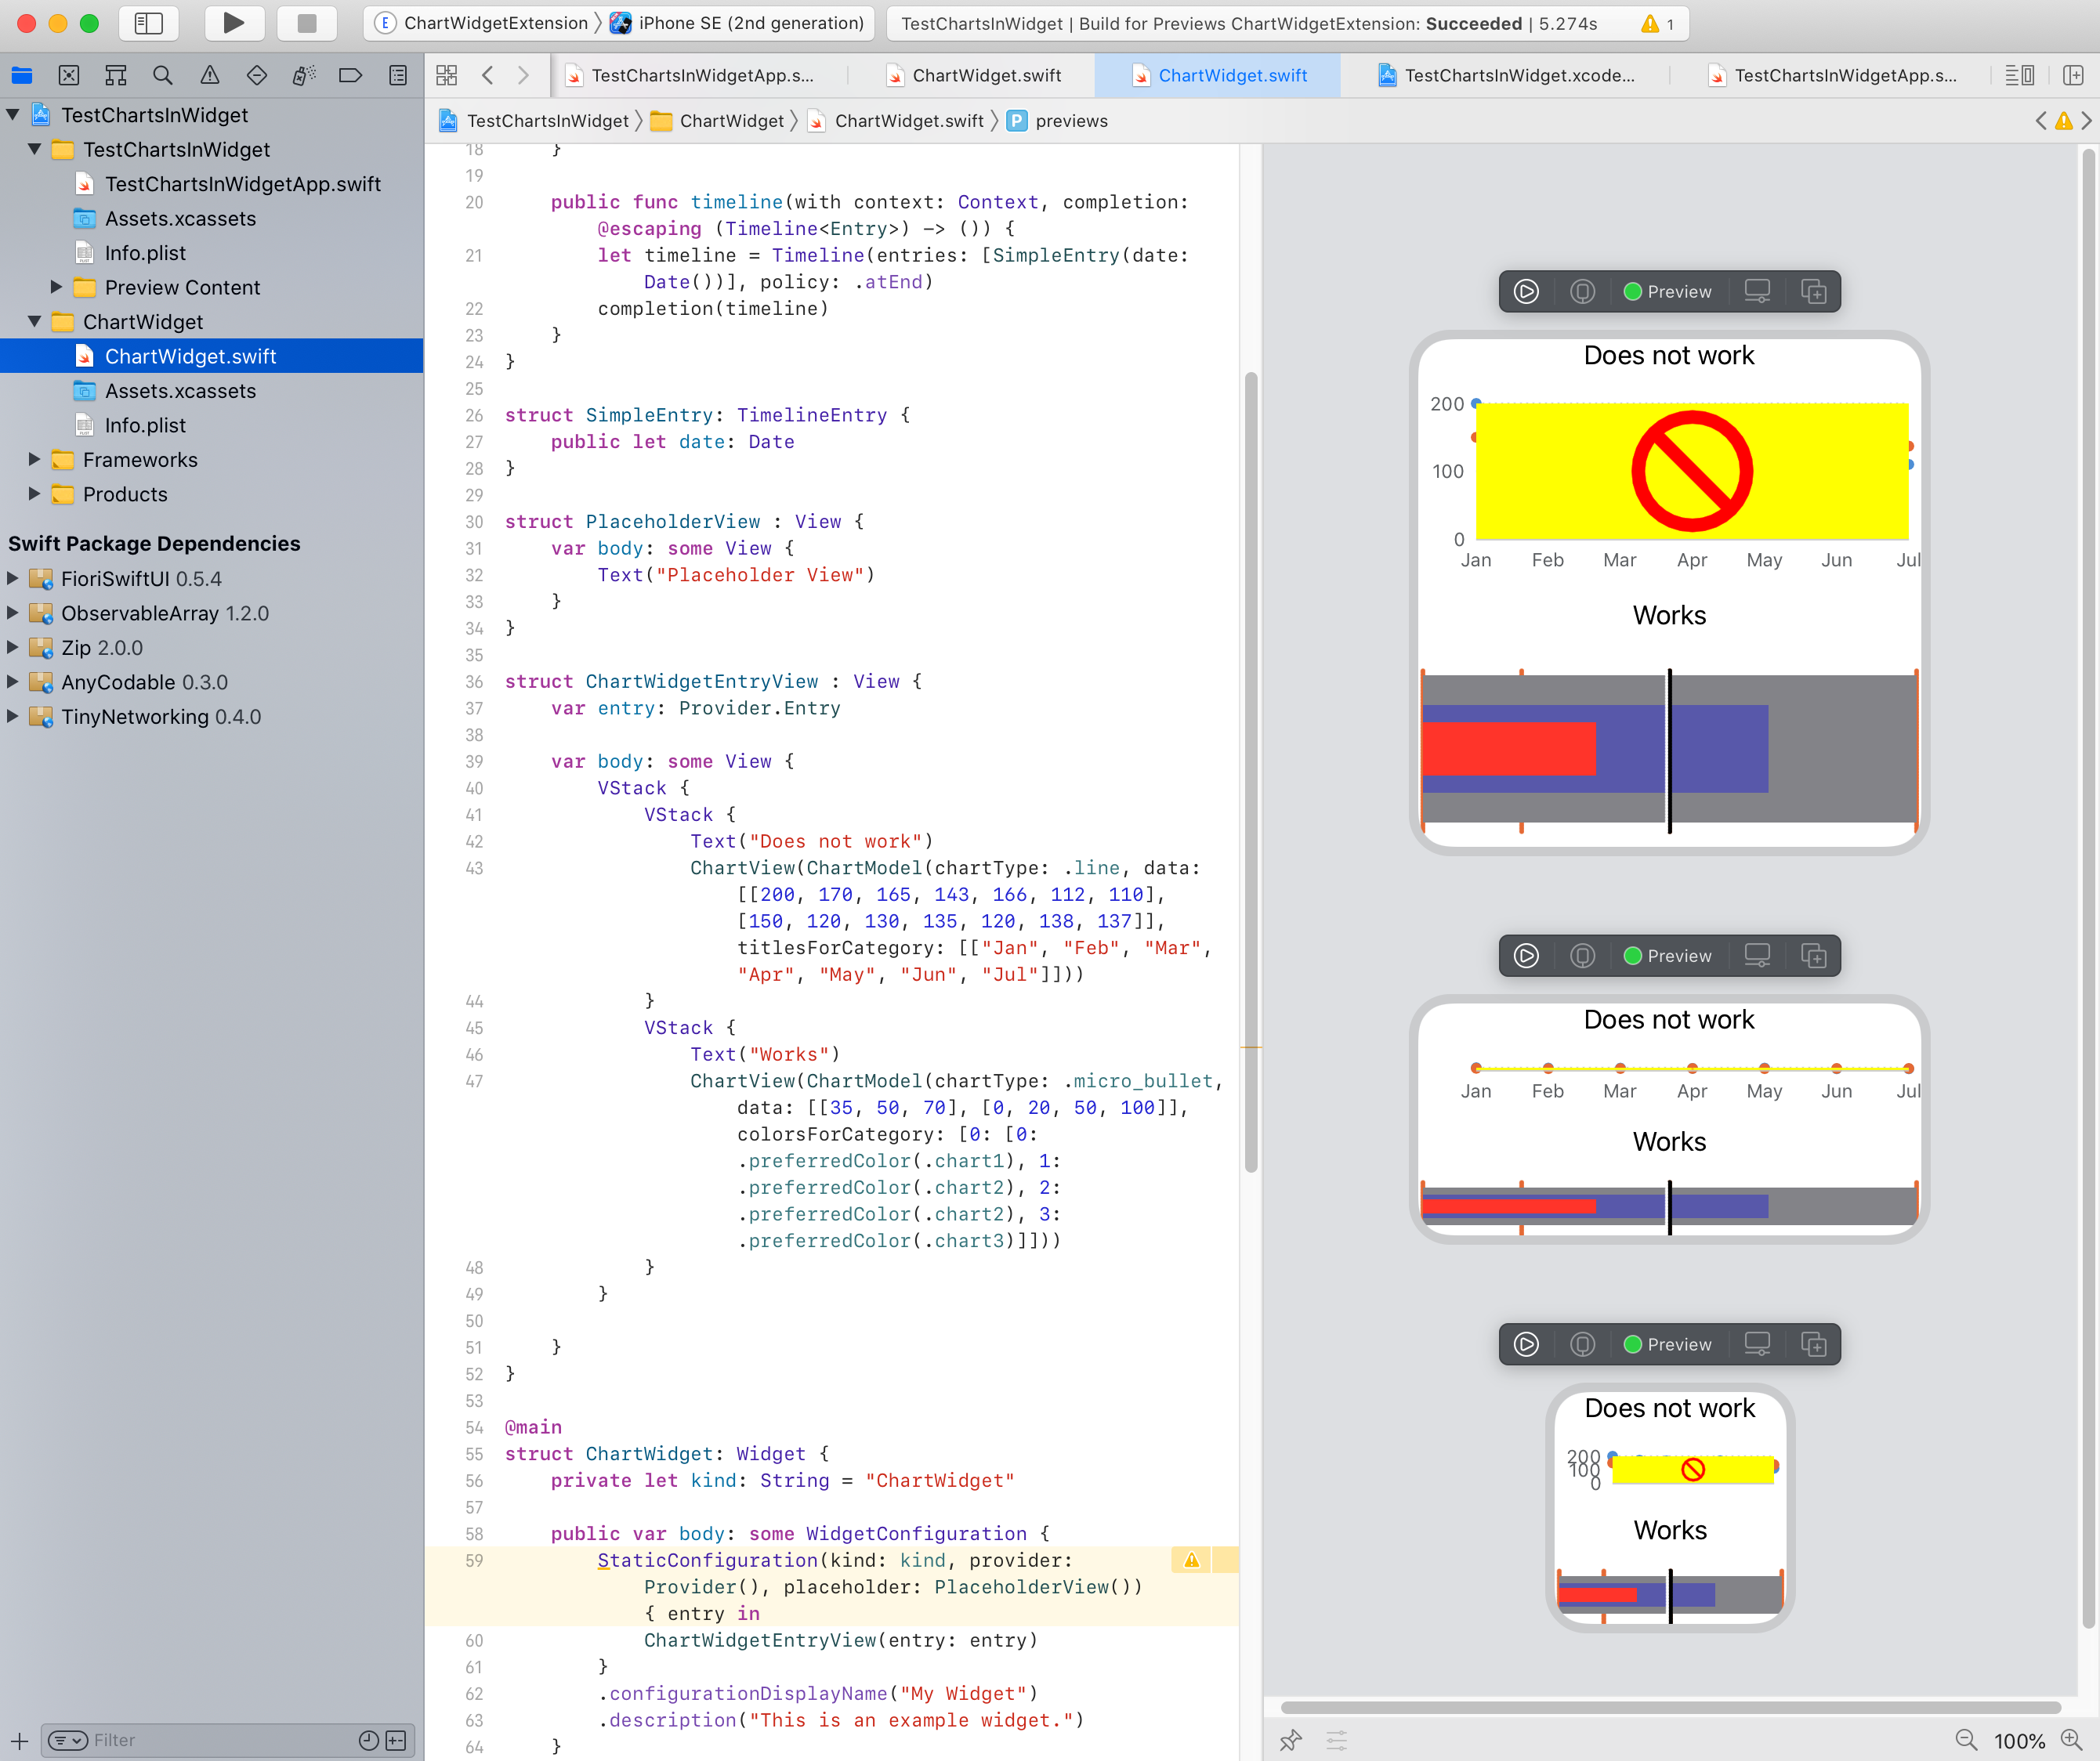 ChartWidgetExtension
iPhone SE (2nd generation)
TestChartsInWidget | Build for Previews ChartWidgetExtension: Succeeded | 5.274s
1
TestChartsInWidgetApp.s...
ChartWidget.swift
ChartWidget.swift
TestChartsInWidget.xcode...
TestChartsInWidgetApp.s...
TestChartsInWidget
ChartWidget
ChartWidget.swift
P previews
TestChartsInWidget
TestChartsInWidget
TestChartsInWidgetApp.swift
Assets.xcassets
Info.plist
Preview Content
ChartWidget
ChartWidget.swift
Assets.xcassets
Info.plist
Frameworks
Products
Swift Package Dependencies
FioriSwiftUI 0.5.4
ObservableArray 1.2.0
Zip 2.0.0
AnyCodable 0.3.0
TinyNetworking 0.4.0
Filter
18 }
19
20 public func timeline(with context: Context, completion:
@escaping (Timeline<Entry>) -> ()) {
21 let timeline = Timeline(entries: [SimpleEntry(date:
Date())], policy: .atEnd)
22 completion(timeline)
23 }
24 }
25
26 struct SimpleEntry: TimelineEntry {
27 public let date: Date
28 }
29
30 struct PlaceholderView : View {
31 var body: some View {
32 Text("Placeholder View")
33 }
34 }
35
36 struct ChartWidgetEntryView : View {
37 var entry: Provider.Entry
38
39 var body: some View {
40 VStack {
41 VStack {
42 Text("Does not work")
43 ChartView(ChartModel(chartType: .line, data:
[[200, 170, 165, 143, 166, 112, 110],
[150, 120, 130, 135, 120, 138, 137]],
titlesForCategory: [["Jan", "Feb", "Mar",
"Apr", "May", "Jun", "Jul"]]))
44 }
45 VStack {
46 Text("Works")
47 ChartView(ChartModel(chartType: .micro_bullet,
data: [[35, 50, 70], [0, 20, 50, 100]],
colorsForCategory: [0: [0:
.preferredColor(.chart1), 1:
.preferredColor(.chart2), 2:
.preferredColor(.chart2), 3:
.preferredColor(.chart3)]]))
48 }
49 }
50
51 }
52 }
53
54 @main
55 struct ChartWidget: Widget {
56 private let kind: String = "ChartWidget"
57
58 public var body: some WidgetConfiguration {
59 StaticConfiguration(kind: kind, provider:
Provider(), placeholder: PlaceholderView())
{ entry in
60 ChartWidgetEntryView(entry: entry)
61 }
62 .configurationDisplayName("My Widget")
63 .description("This is an example widget.")
64 }
Preview
Does not work
200
100
0
Jan Feb Mar Apr May Jun Jul
Works
Preview
Does not work
Jan Feb Mar Apr May Jun Jul
Works
Preview
Does not work
200
100
0
Works
100%